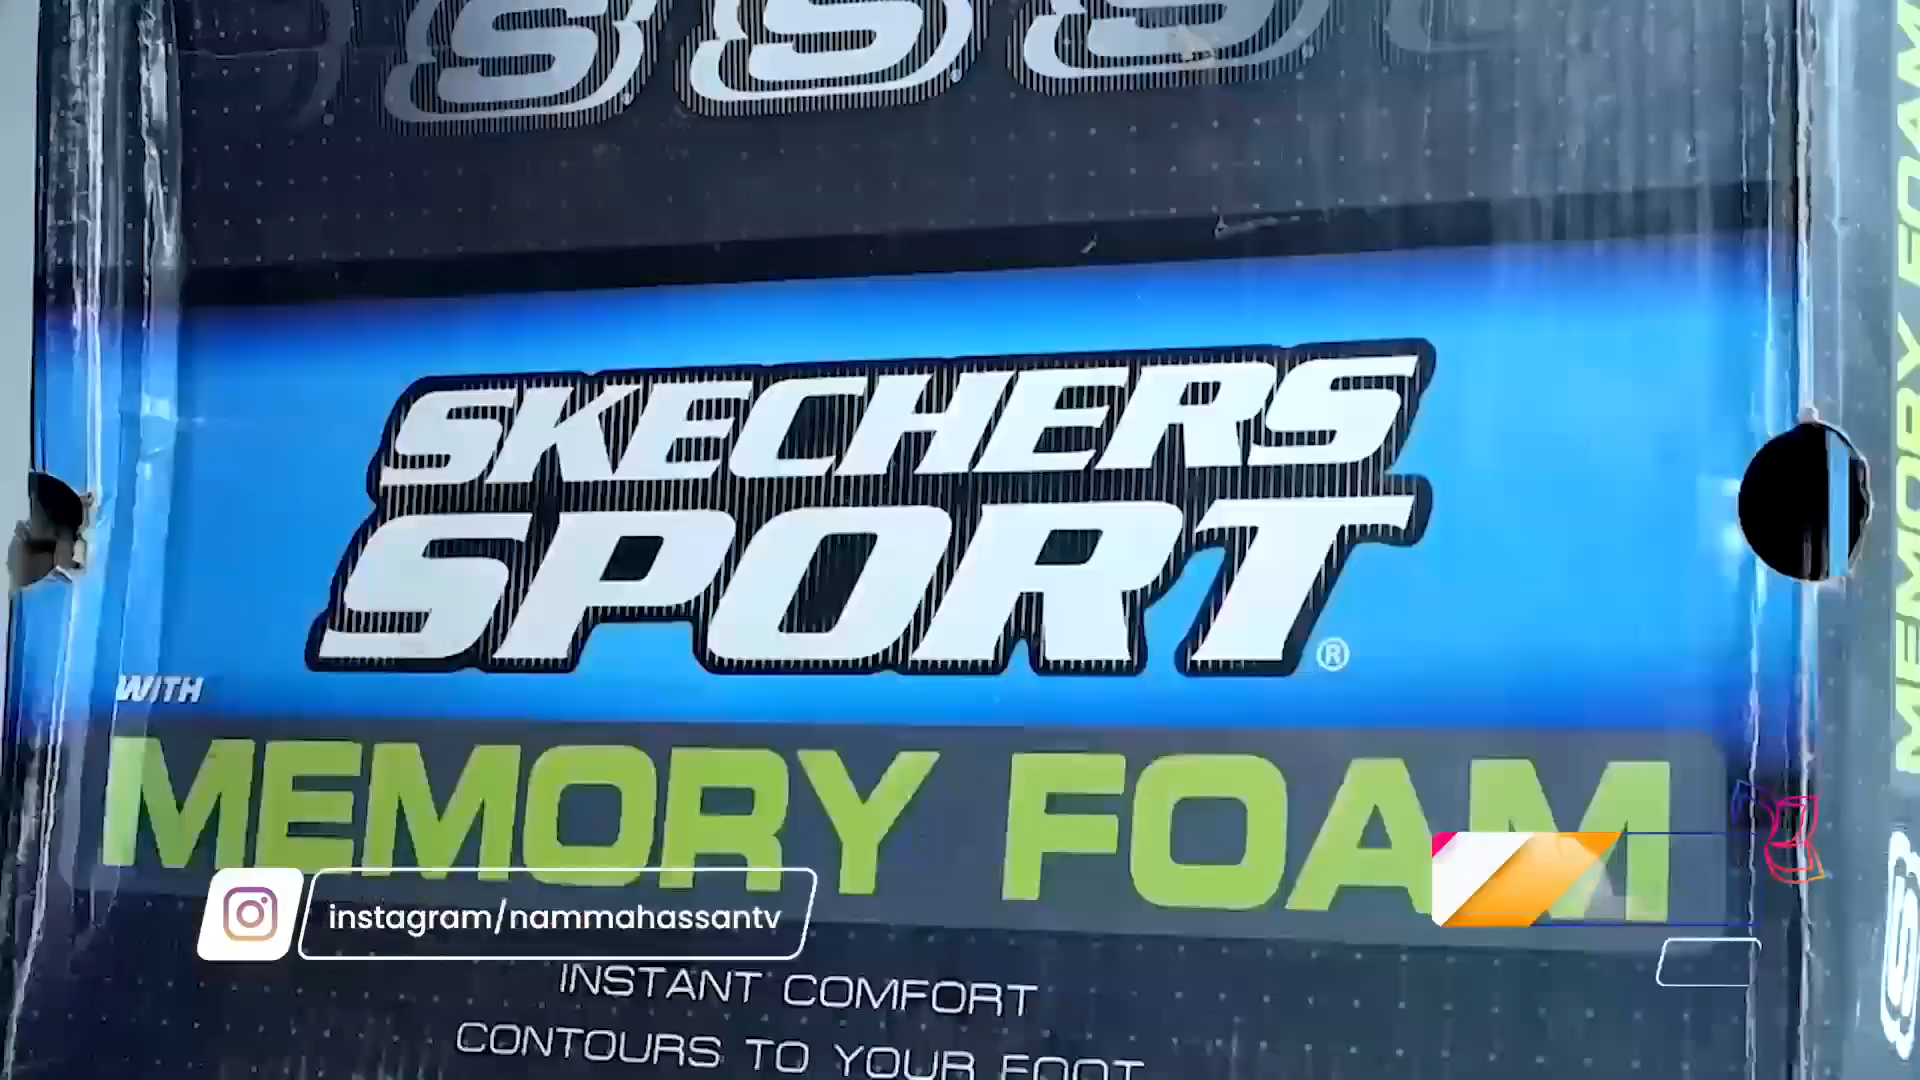 SKECHERS
SPORT®
WITH
MEMORY FOAM
instagram/nammahassantv
INSTANT COMFORT
CONTOURS TO YOUR FOOT
MEMORY FOAM